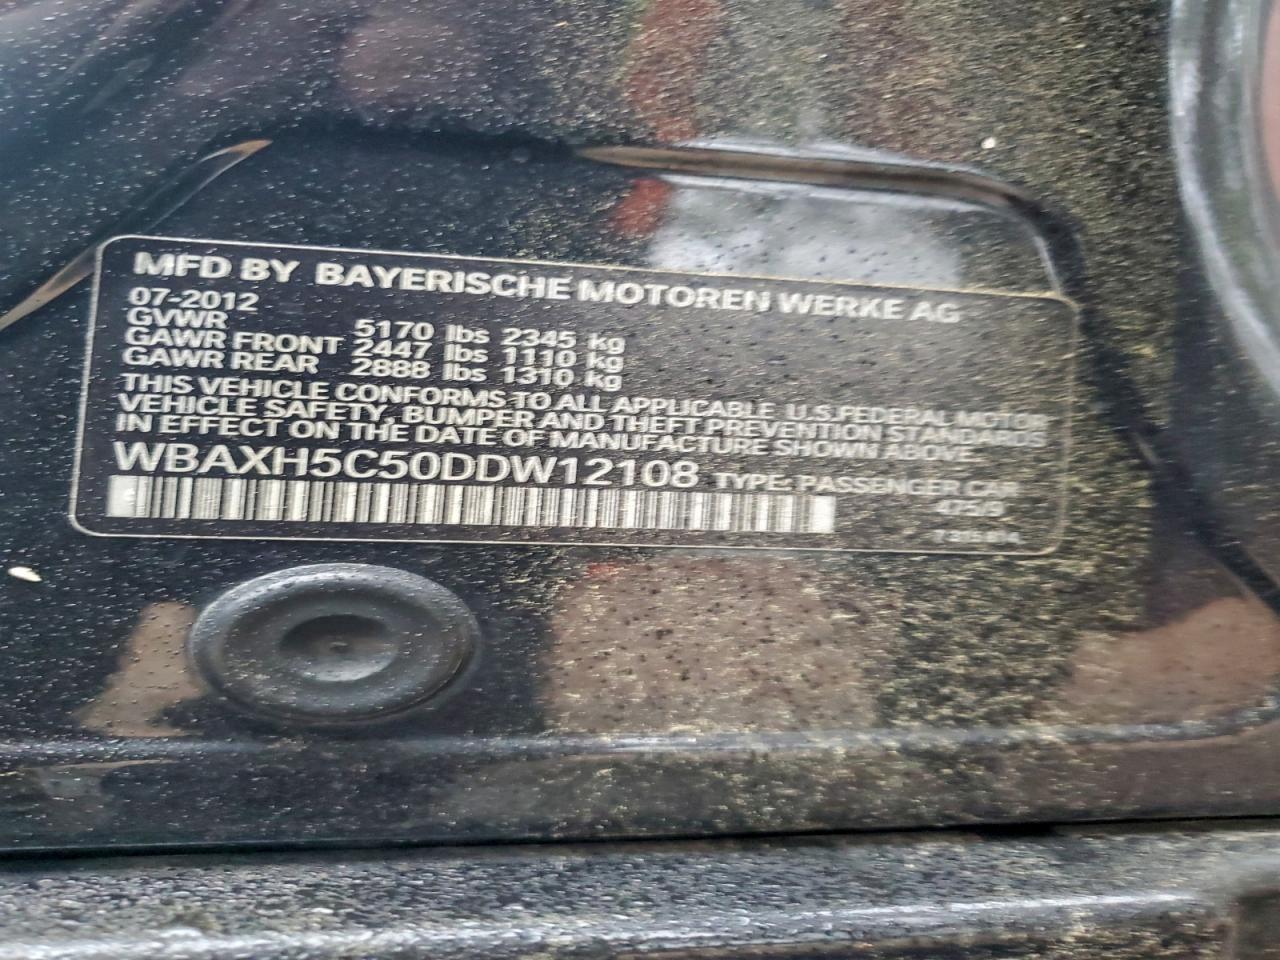 MFD BY BAYERISCHE MOTOREN WERKE AG
07-2012
GVWR 5170 lbs 2345 kg
GAWR FRONT 2447 lbs 1110 kg
GAWR REAR 2888 lbs 1310 kg
THIS VEHICLE CONFORMS TO ALL APPLICABLE U.S.FEDERAL MOTOR
VEHICLE SAFETY, BUMPER AND THEFT PREVENTION STANDARDS
IN EFFECT ON THE DATE OF MANUFACTURE SHOWN ABOVE.
WBAXH5C50DDW12108 TYPE: PASSENGER CAR
475/9